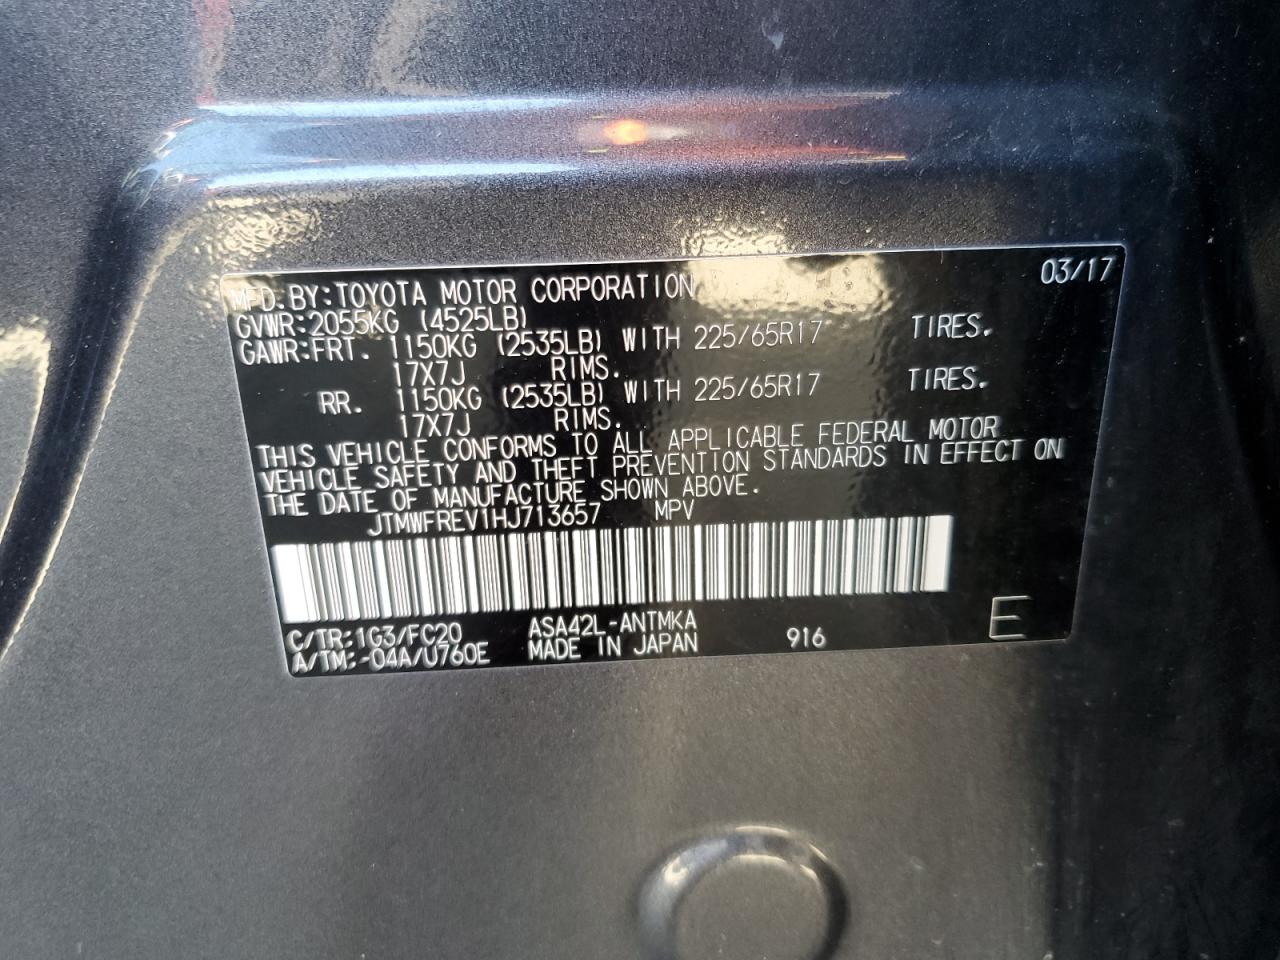 MFD. BY: TOYOTA MOTOR CORPORATION 03/17
GVWR: 2055KG (4525LB)
GAWR: FRT. 1150KG (2535LB) WITH 225/65R17 TIRES.
17X7J RIMS.
RR. 1150KG (2535LB) WITH 225/65R17 TIRES.
17X7J RIMS.
THIS VEHICLE CONFORMS TO ALL APPLICABLE FEDERAL MOTOR
VEHICLE SAFETY AND THEFT PREVENTION STANDARDS IN EFFECT ON
THE DATE OF MANUFACTURE SHOWN ABOVE.
JTMWFREV1HJ713657 MPV
C/TR: 1G3/FC20 ASA42L-ANTMKA
A/TM: -04A/U760E MADE IN JAPAN 916 E